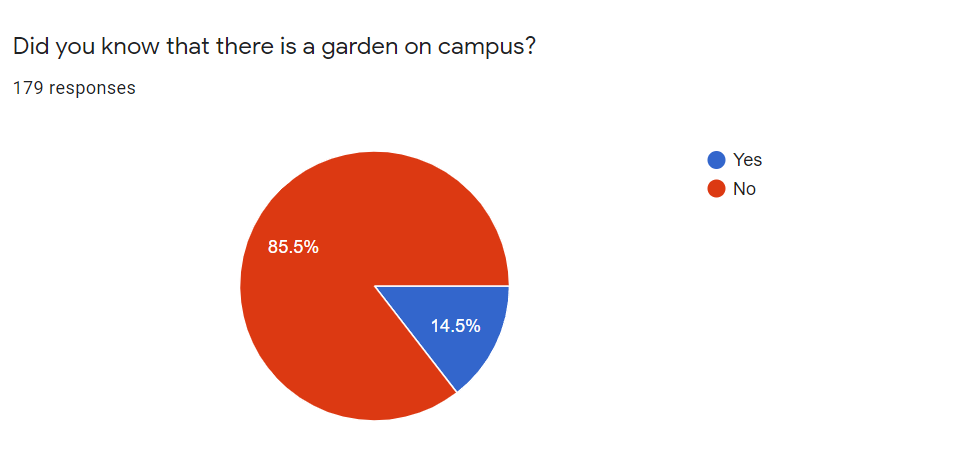 Did you know that there is a garden on campus?
179 responses
Yes
No
85.5%
14.5%